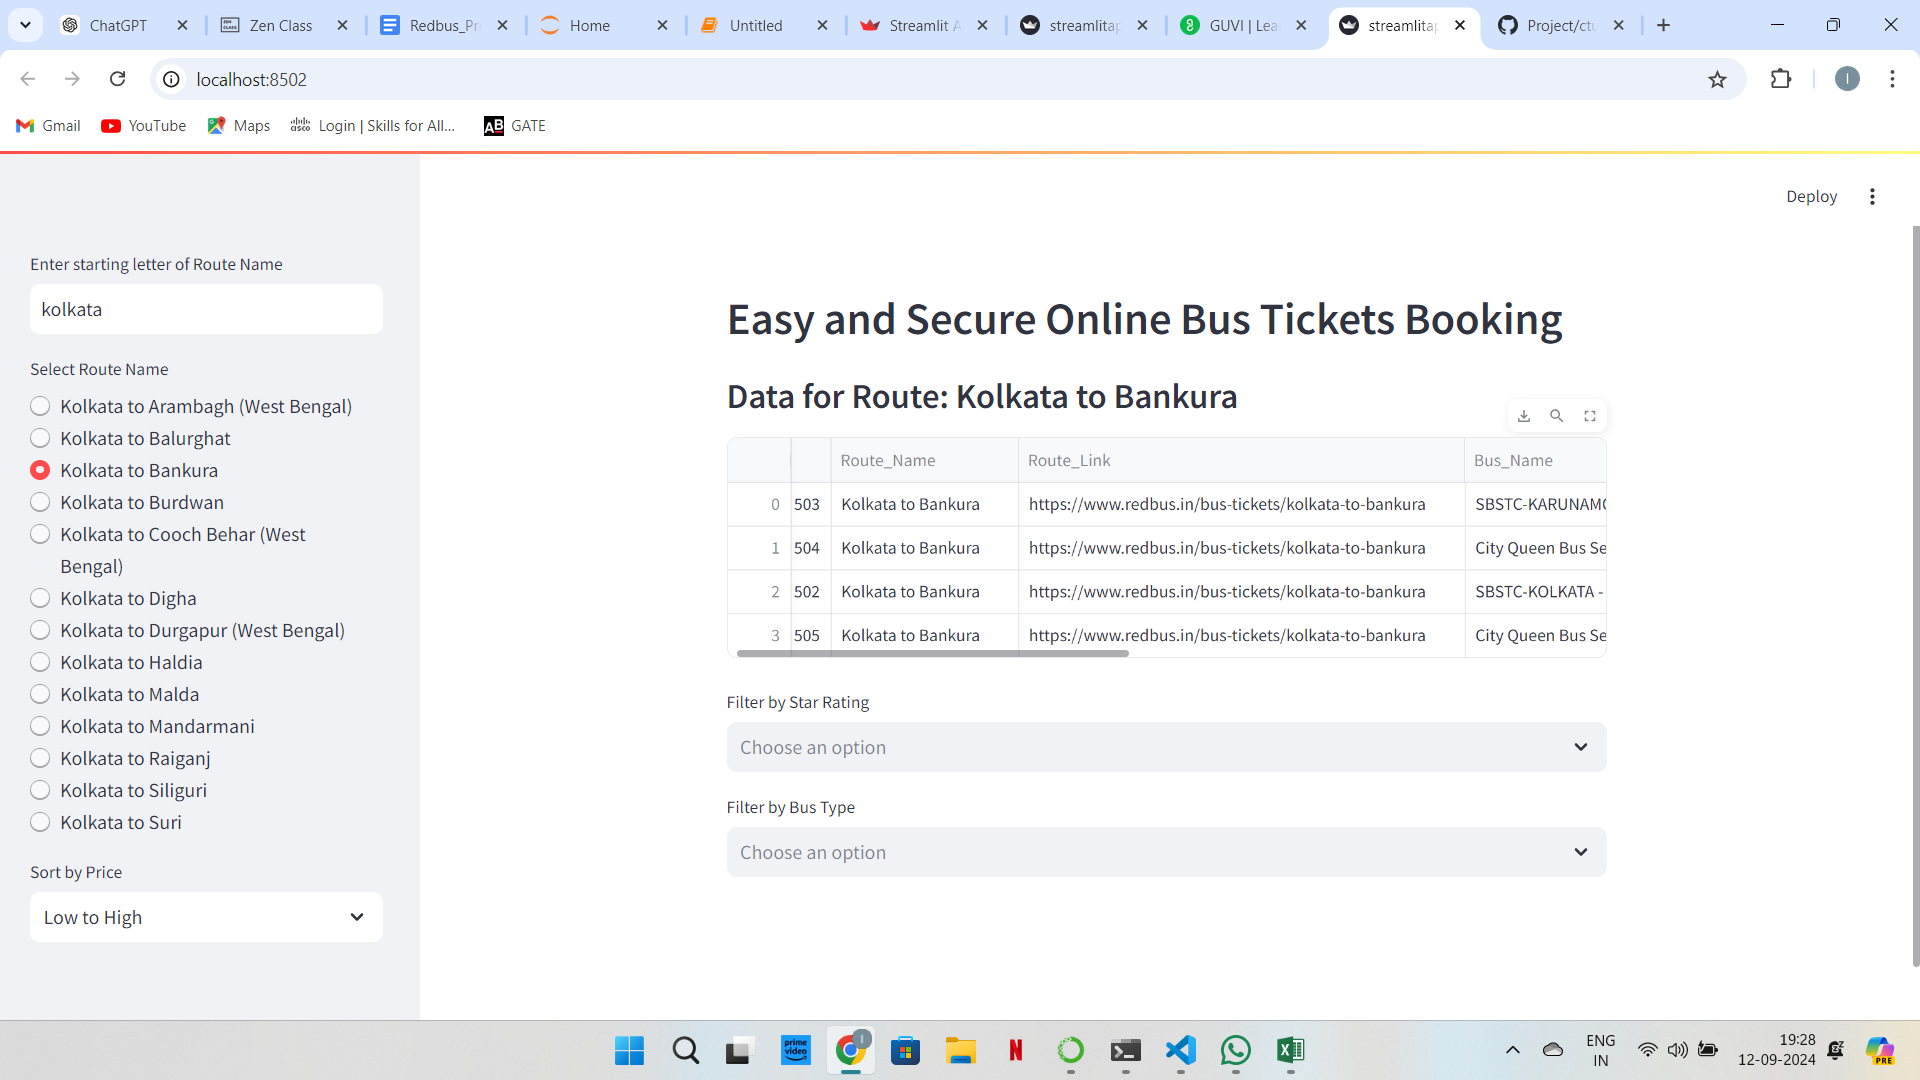 ChatGPT
Zen Class
Redbus_Pr
Home
Untitled
Streamlit A
streamlitap
GUVI | Lea
streamlitap
Project/ctu
localhost:8502
Gmail
YouTube
Maps
Login | Skills for All...
GATE
Deploy
Enter starting letter of Route Name
kolkata
Select Route Name
Kolkata to Arambagh (West Bengal)
Kolkata to Balurghat
Kolkata to Bankura
Kolkata to Burdwan
Kolkata to Cooch Behar (West
Bengal)
Kolkata to Digha
Kolkata to Durgapur (West Bengal)
Kolkata to Haldia
Kolkata to Malda
Kolkata to Mandarmani
Kolkata to Raiganj
Kolkata to Siliguri
Kolkata to Suri
Sort by Price
Low to High
Easy and Secure Online Bus Tickets Booking
Data for Route: Kolkata to Bankura
Route_Name Route_Link Bus_Name
0 503 Kolkata to Bankura https://www.redbus.in/bus-tickets/kolkata-to-bankura SBSTC-KARUNAMO
1 504 Kolkata to Bankura https://www.redbus.in/bus-tickets/kolkata-to-bankura City Queen Bus Se
2 502 Kolkata to Bankura https://www.redbus.in/bus-tickets/kolkata-to-bankura SBSTC-KOLKATA -
3 505 Kolkata to Bankura https://www.redbus.in/bus-tickets/kolkata-to-bankura City Queen Bus Se
Filter by Star Rating
Choose an option
Filter by Bus Type
Choose an option
prime
video
ENG
IN
19:28
12-09-2024
PRE